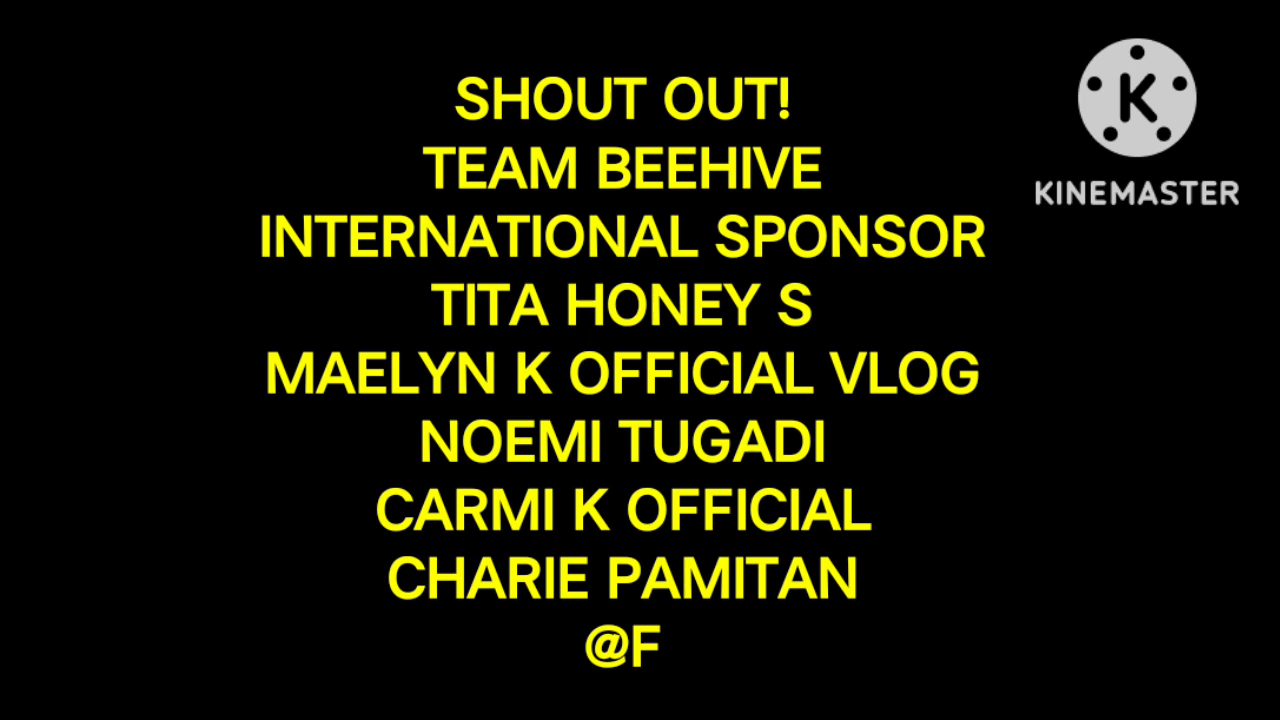 SHOUT OUT!
TEAM BEEHIVE
INTERNATIONAL SPONSOR
TITA HONEY S
MAELYN K OFFICIAL VLOG
NOEMI TUGADI
CARMI K OFFICIAL
CHARIE PAMITAN
@F
K
KINEMASTER